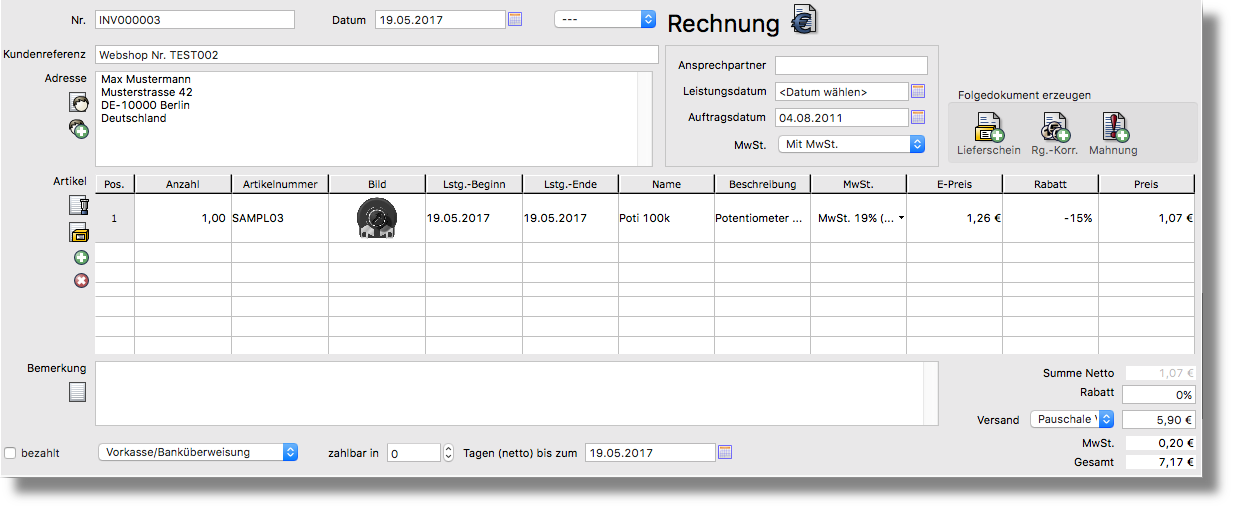 Nr. INV000003 Datum 19.05.2017 --- Rechnung
Kundenreferenz Webshop Nr. TEST002
Adresse Max Mustermann
Musterstrasse 42
DE-10000 Berlin
Deutschland
Ansprechpartner
Leistungsdatum <Datum wählen>
Auftragsdatum 04.08.2011
MwSt. Mit MwSt.
Folgedokument erzeugen
Lieferschein Rg.-Korr. Mahnung
Artikel Pos. Anzahl Artikelnummer Bild Lstg.-Beginn Lstg.-Ende Name Beschreibung MwSt. E-Preis Rabatt Preis
1 1,00 SAMPL03 19.05.2017 19.05.2017 Poti 100k Potentiometer ... MwSt. 19% (... 1,26 € -15% 1,07 €
Bemerkung
Summe Netto 1,07 €
Rabatt 0%
Versand Pauschale 5,90 €
MwSt. 0,20 €
Gesamt 7,17 €
bezahlt Vorkasse/Banküberweisung zahlbar in 0 Tagen (netto) bis zum 19.05.2017